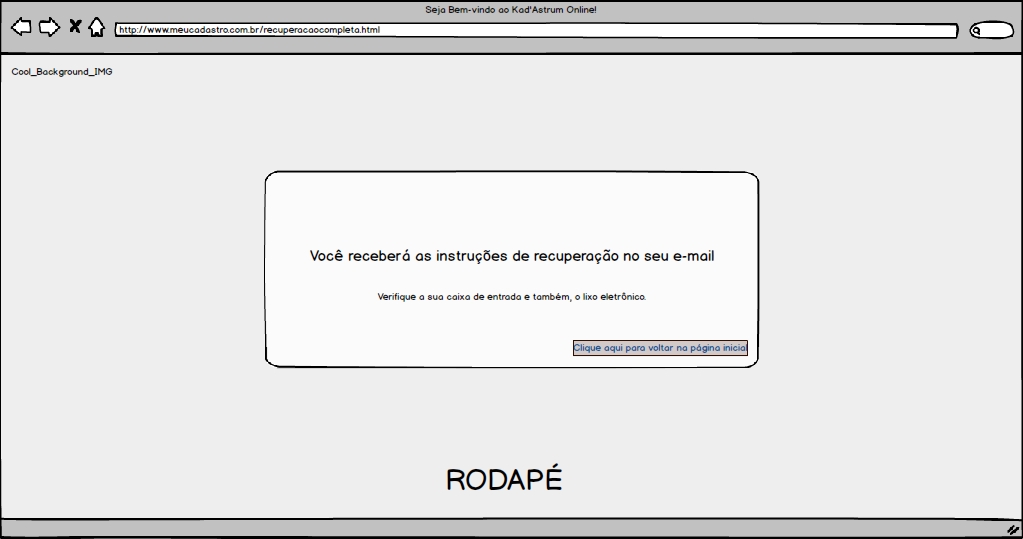 Seja Bem-vindo ao Kad'Astrum Online!
http://www.meucadastro.com.br/recuperacaocompleta.html
Cool_Background_IMG
Você receberá as instruções de recuperação no seu e-mail
Verifique a sua caixa de entrada e também, o lixo eletrônico.
Clique aqui para voltar na página inicial
RODAPÉ